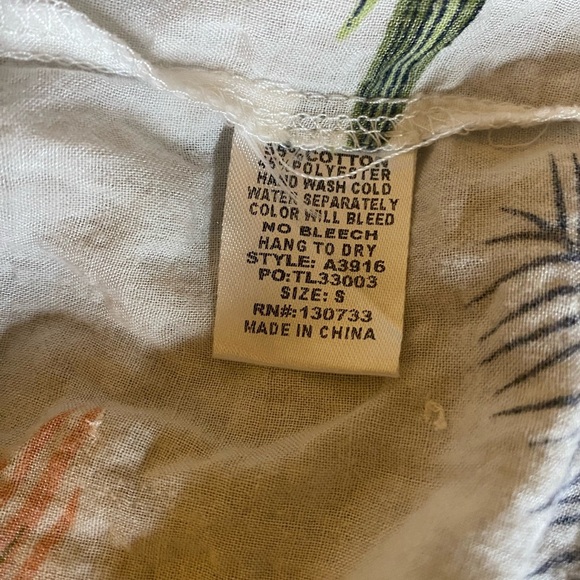 COTTON
POLYESTER
HAND WASH COLD
WATER SEPARATELY
COLOR WILL BLEED
NO BLEECH
HANG TO DRY
STYLE: A3916
PO:TL33003
SIZE: S
RN#:130733
MADE IN CHINA